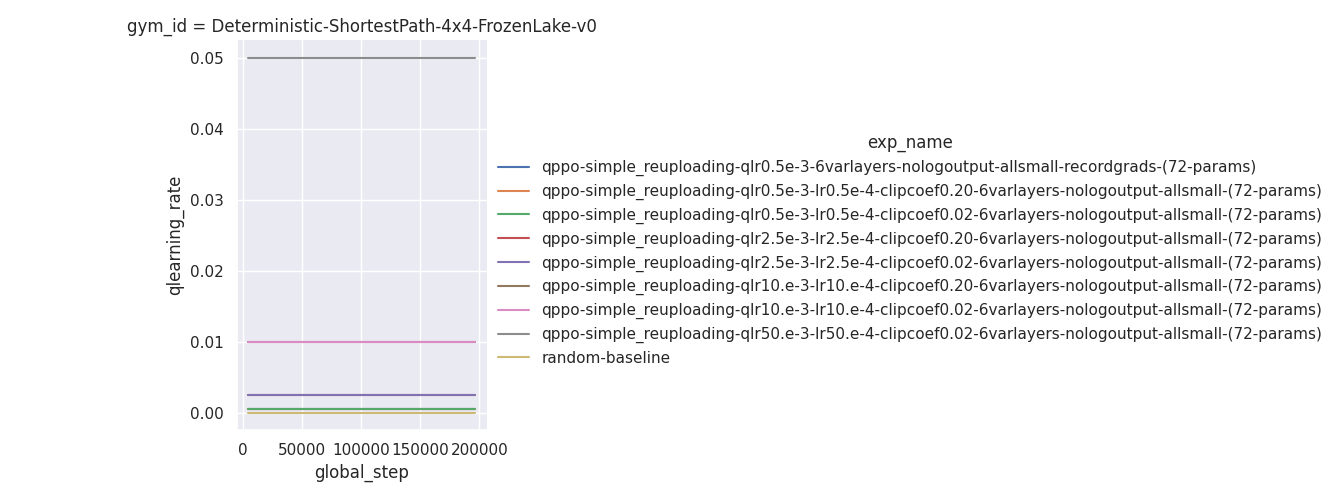 gym_id = Deterministic-ShortestPath-4x4-FrozenLake-v0
0.05
0.04
0.03
0.02
0.01
0.00
qlearning_rate
0 50000 100000 150000 200000
global_step
exp_name
qppo-simple_reuploading-qlr0.5e-3-6varlayers-nologoutput-allsmall-recordgrads-(72-params)
qppo-simple_reuploading-qlr0.5e-3-lr0.5e-4-clipcoef0.20-6varlayers-nologoutput-allsmall-(72-params)
qppo-simple_reuploading-qlr0.5e-3-lr0.5e-4-clipcoef0.02-6varlayers-nologoutput-allsmall-(72-params)
qppo-simple_reuploading-qlr2.5e-3-lr2.5e-4-clipcoef0.20-6varlayers-nologoutput-allsmall-(72-params)
qppo-simple_reuploading-qlr2.5e-3-lr2.5e-4-clipcoef0.02-6varlayers-nologoutput-allsmall-(72-params)
qppo-simple_reuploading-qlr10.e-3-lr10.e-4-clipcoef0.20-6varlayers-nologoutput-allsmall-(72-params)
qppo-simple_reuploading-qlr10.e-3-lr10.e-4-clipcoef0.02-6varlayers-nologoutput-allsmall-(72-params)
qppo-simple_reuploading-qlr50.e-3-lr50.e-4-clipcoef0.02-6varlayers-nologoutput-allsmall-(72-params)
random-baseline